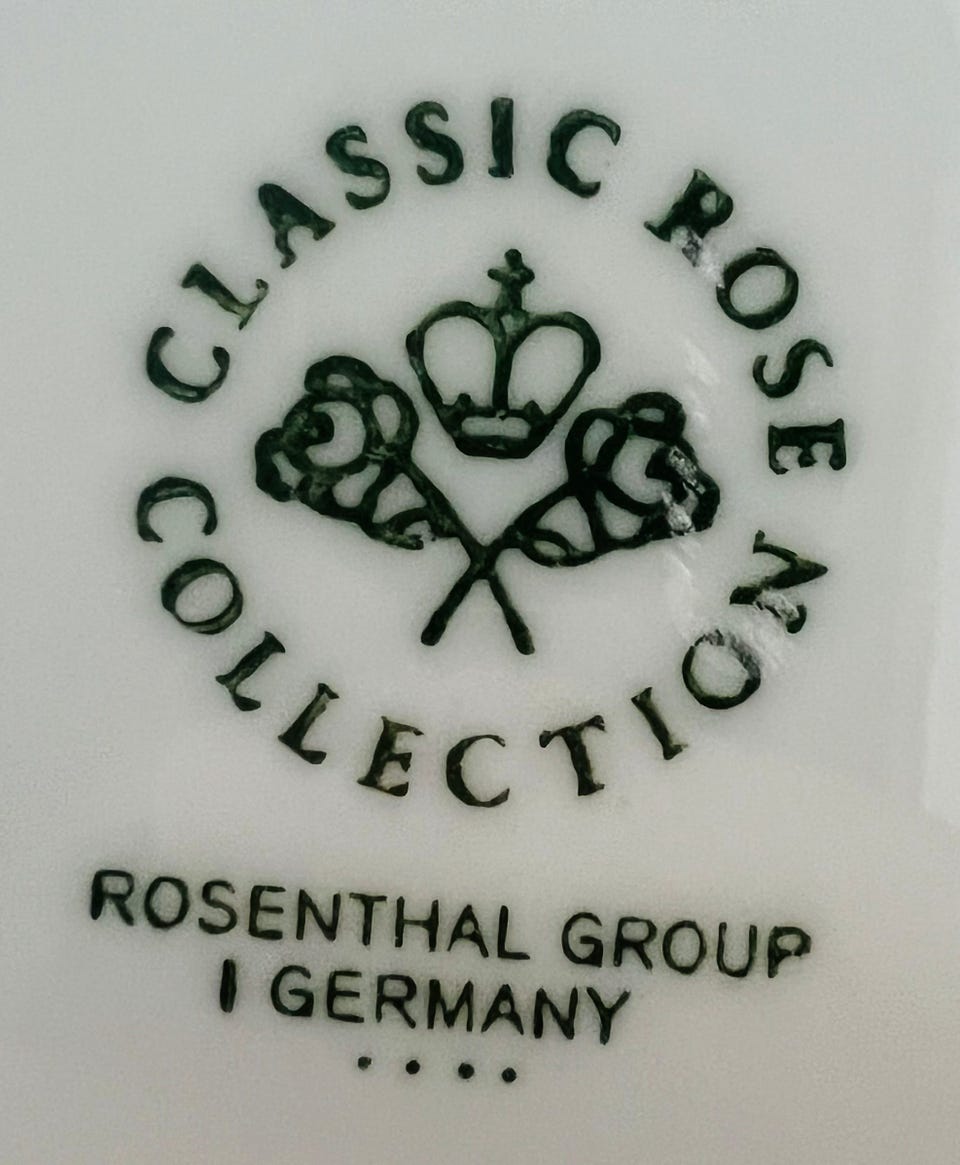 CLASSIC ROSE
COLLECTION
ROSENTHAL GROUP
I GERMANY
....